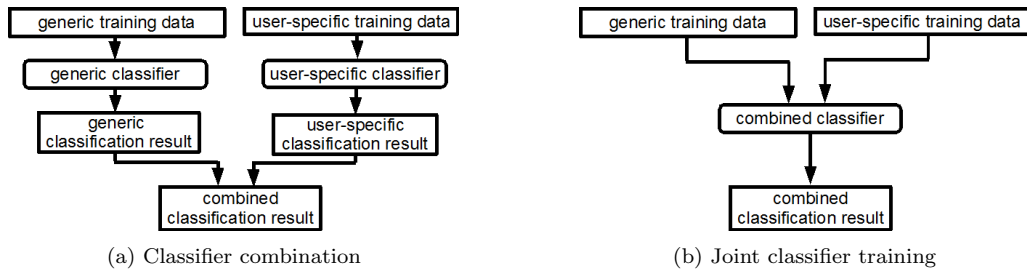 generic training data
user-specific training data
generic classifier
user-specific classifier
generic
classification result
user-specific
classification result
combined
classification result
(a) Classifier combination
generic training data
user-specific training data
combined classifier
combined
classification result
(b) Joint classifier training